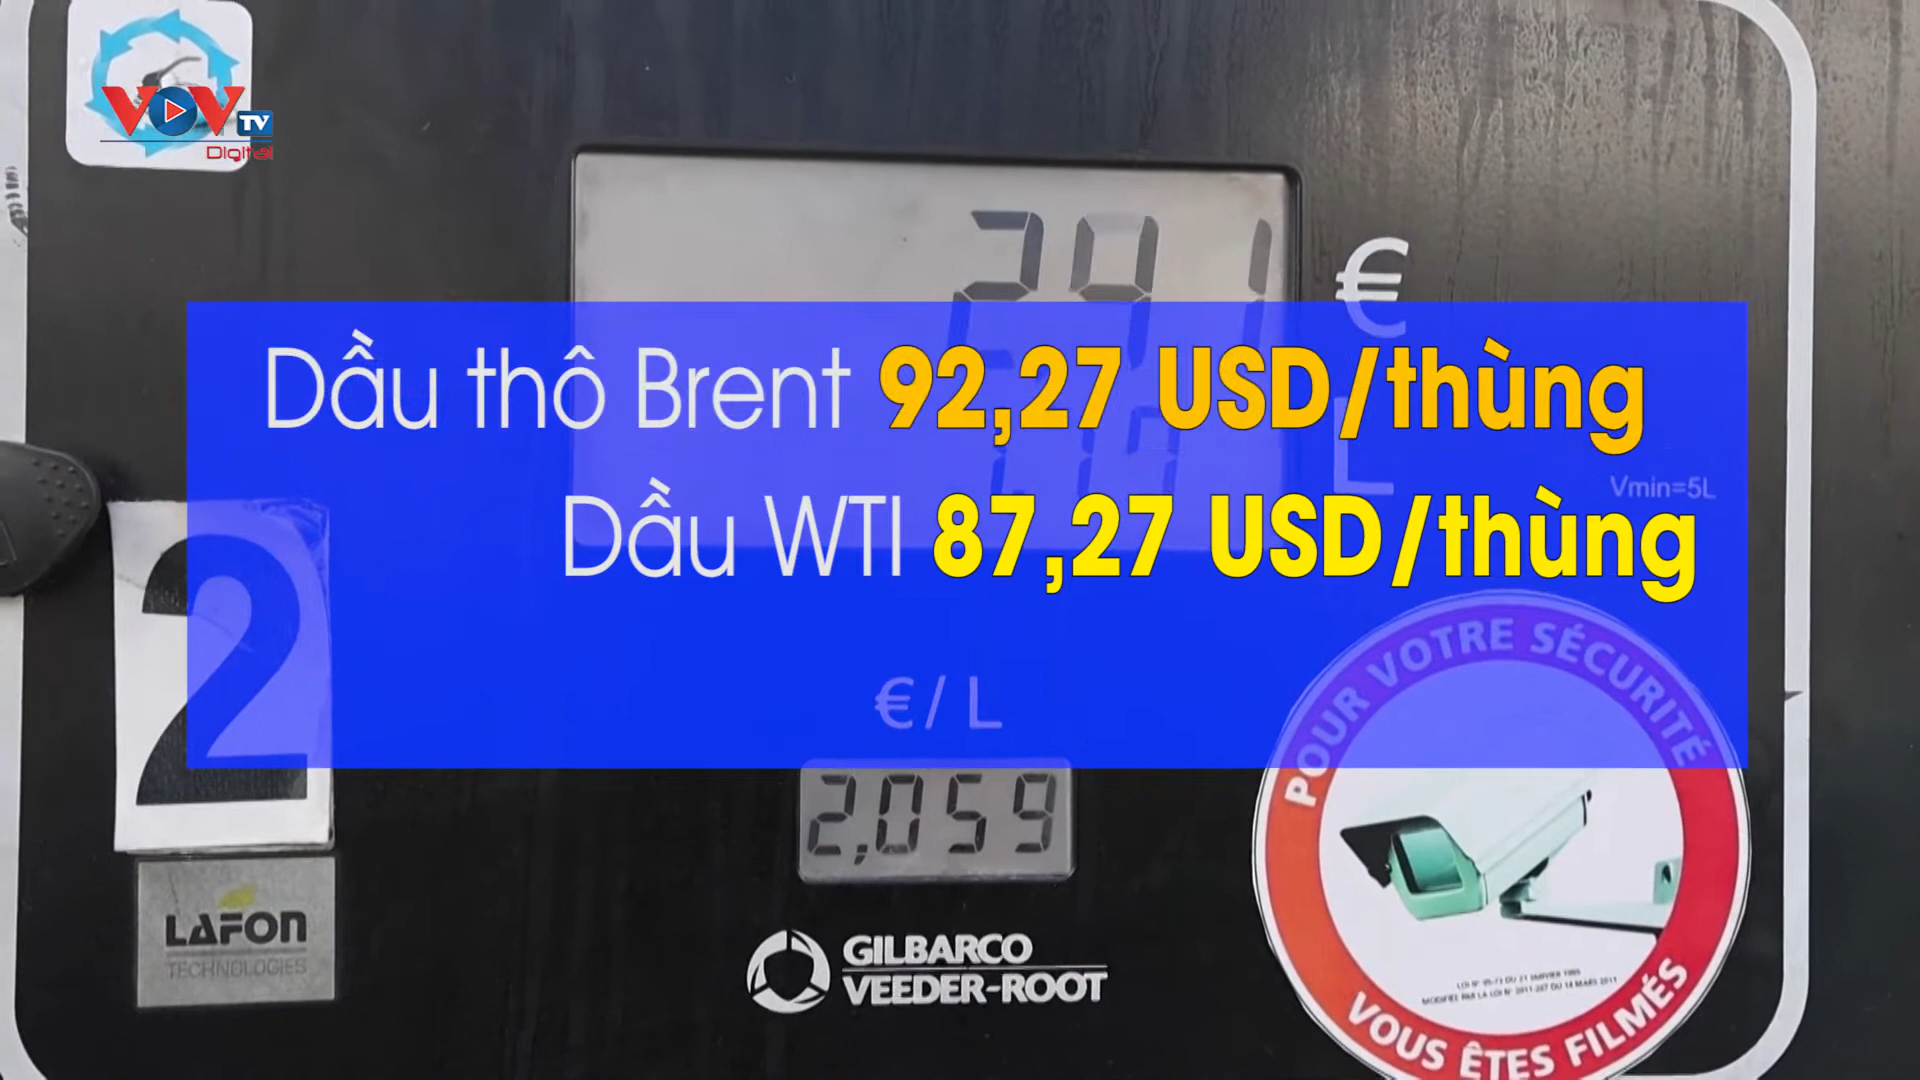 VOV TV
Digital
€
Dầu thô Brent 92,27 USD/thùng
L
Vmin=5L
Dầu WTI 87,27 USD/thùng
2
€/L
2,059
POUR VOTRE SÉCURITÉ
LAFON
TECHNOLOGIES
GILBARCO
VEEDER-ROOT
VOUS ÊTES FILMÉS